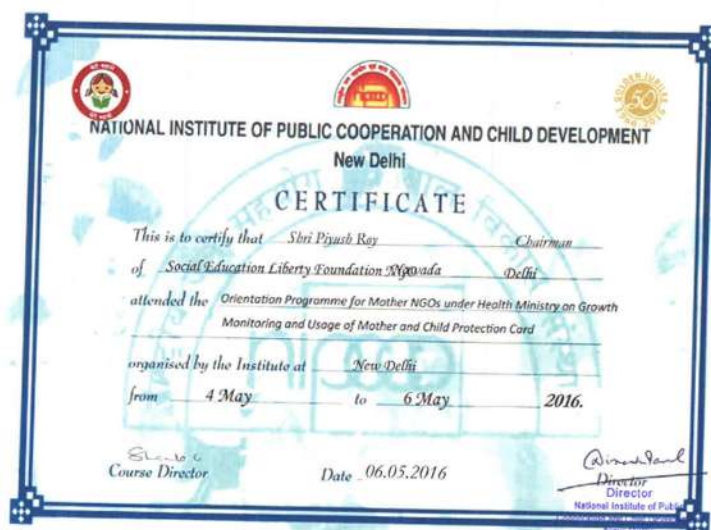 NATIONAL INSTITUTE OF PUBLIC COOPERATION AND CHILD DEVELOPMENT
New Delhi
CERTIFICATE
This is to certify that Shri Piyush Roy Chairman
of Social Education Liberty Foundation Delhi
attended the Orientation Programme for Mother NGOs under Health Ministry on Growth
Monitoring and Usage of Mother and Child Protection Card
organised by the Institute at New Delhi
from 4 May to 6 May 2016.
Course Director
Date 06.05.2016
Director
Director
National Institute of Public